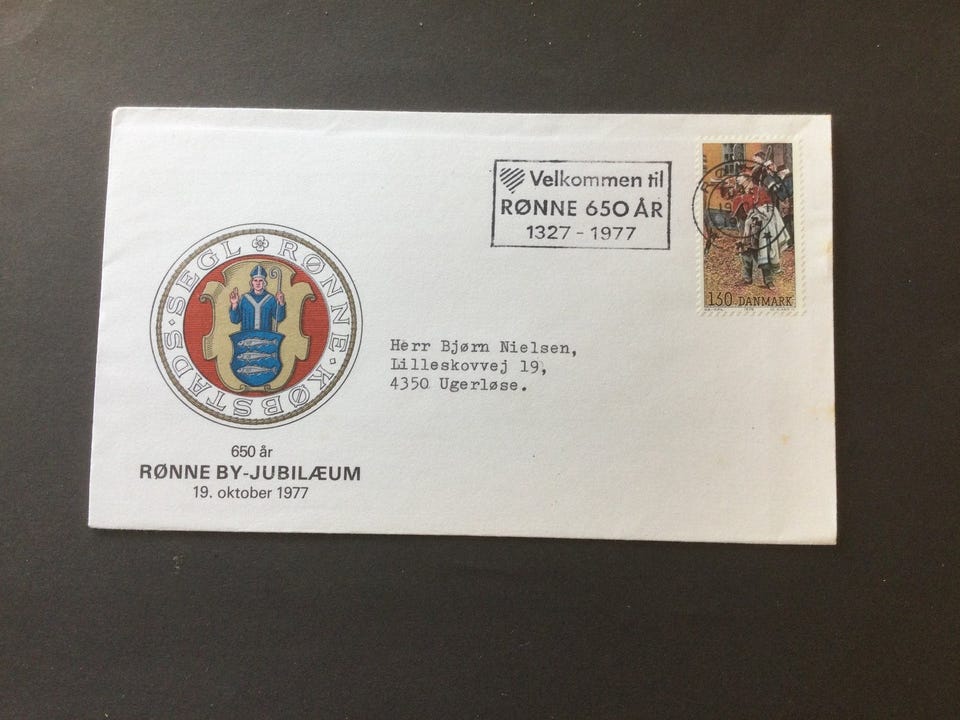 Velkommen til
RØNNE 650 ÅR
1327 - 1977
130 DANMARK
RØNNE · KØBSTADS · SEGL
Herr Bjørn Nielsen,
Lilleskovvej 19,
4350 Ugerløse.
650 år
RØNNE BY-JUBILÆUM
19. oktober 1977